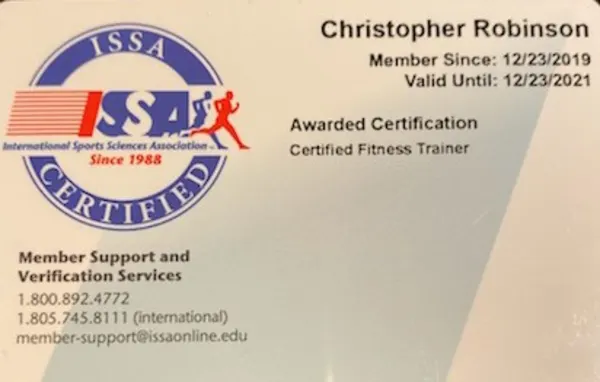 ISSA
ISSA
International Sports Sciences Association
Since 1988
CERTIFIED
Christopher Robinson
Member Since: 12/23/2019
Valid Until: 12/23/2021
Awarded Certification
Certified Fitness Trainer
Member Support and
Verification Services
1.800.892.4772
1.805.745.8111 (international)
member-support@issaonline.edu